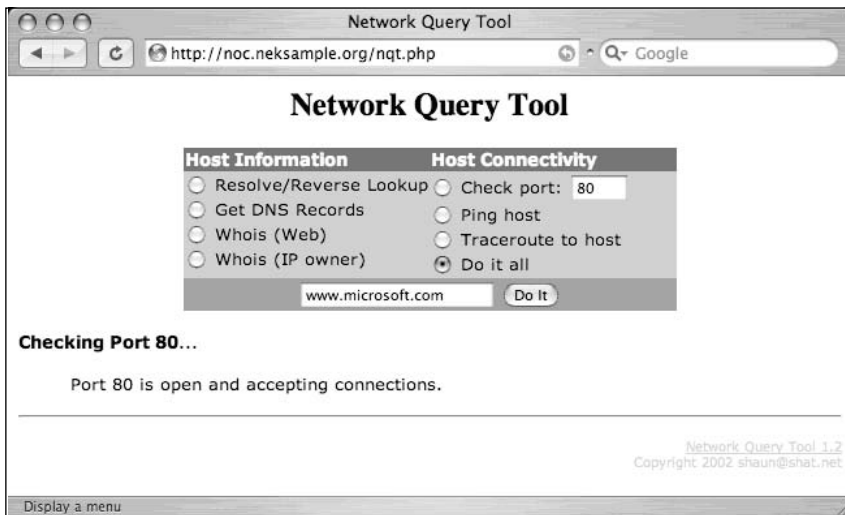 Network Query Tool
http://noc.neksample.org/nqt.php
Google
Network Query Tool
Host Information
Host Connectivity
Resolve/Reverse Lookup
Check port: 80
Get DNS Records
Ping host
Whois (Web)
Traceroute to host
Whois (IP owner)
Do it all
www.microsoft.com
Do It
Checking Port 80...
Port 80 is open and accepting connections.
Network Query Tool 1.2
Copyright 2002 shaun@shat.net
Display a menu